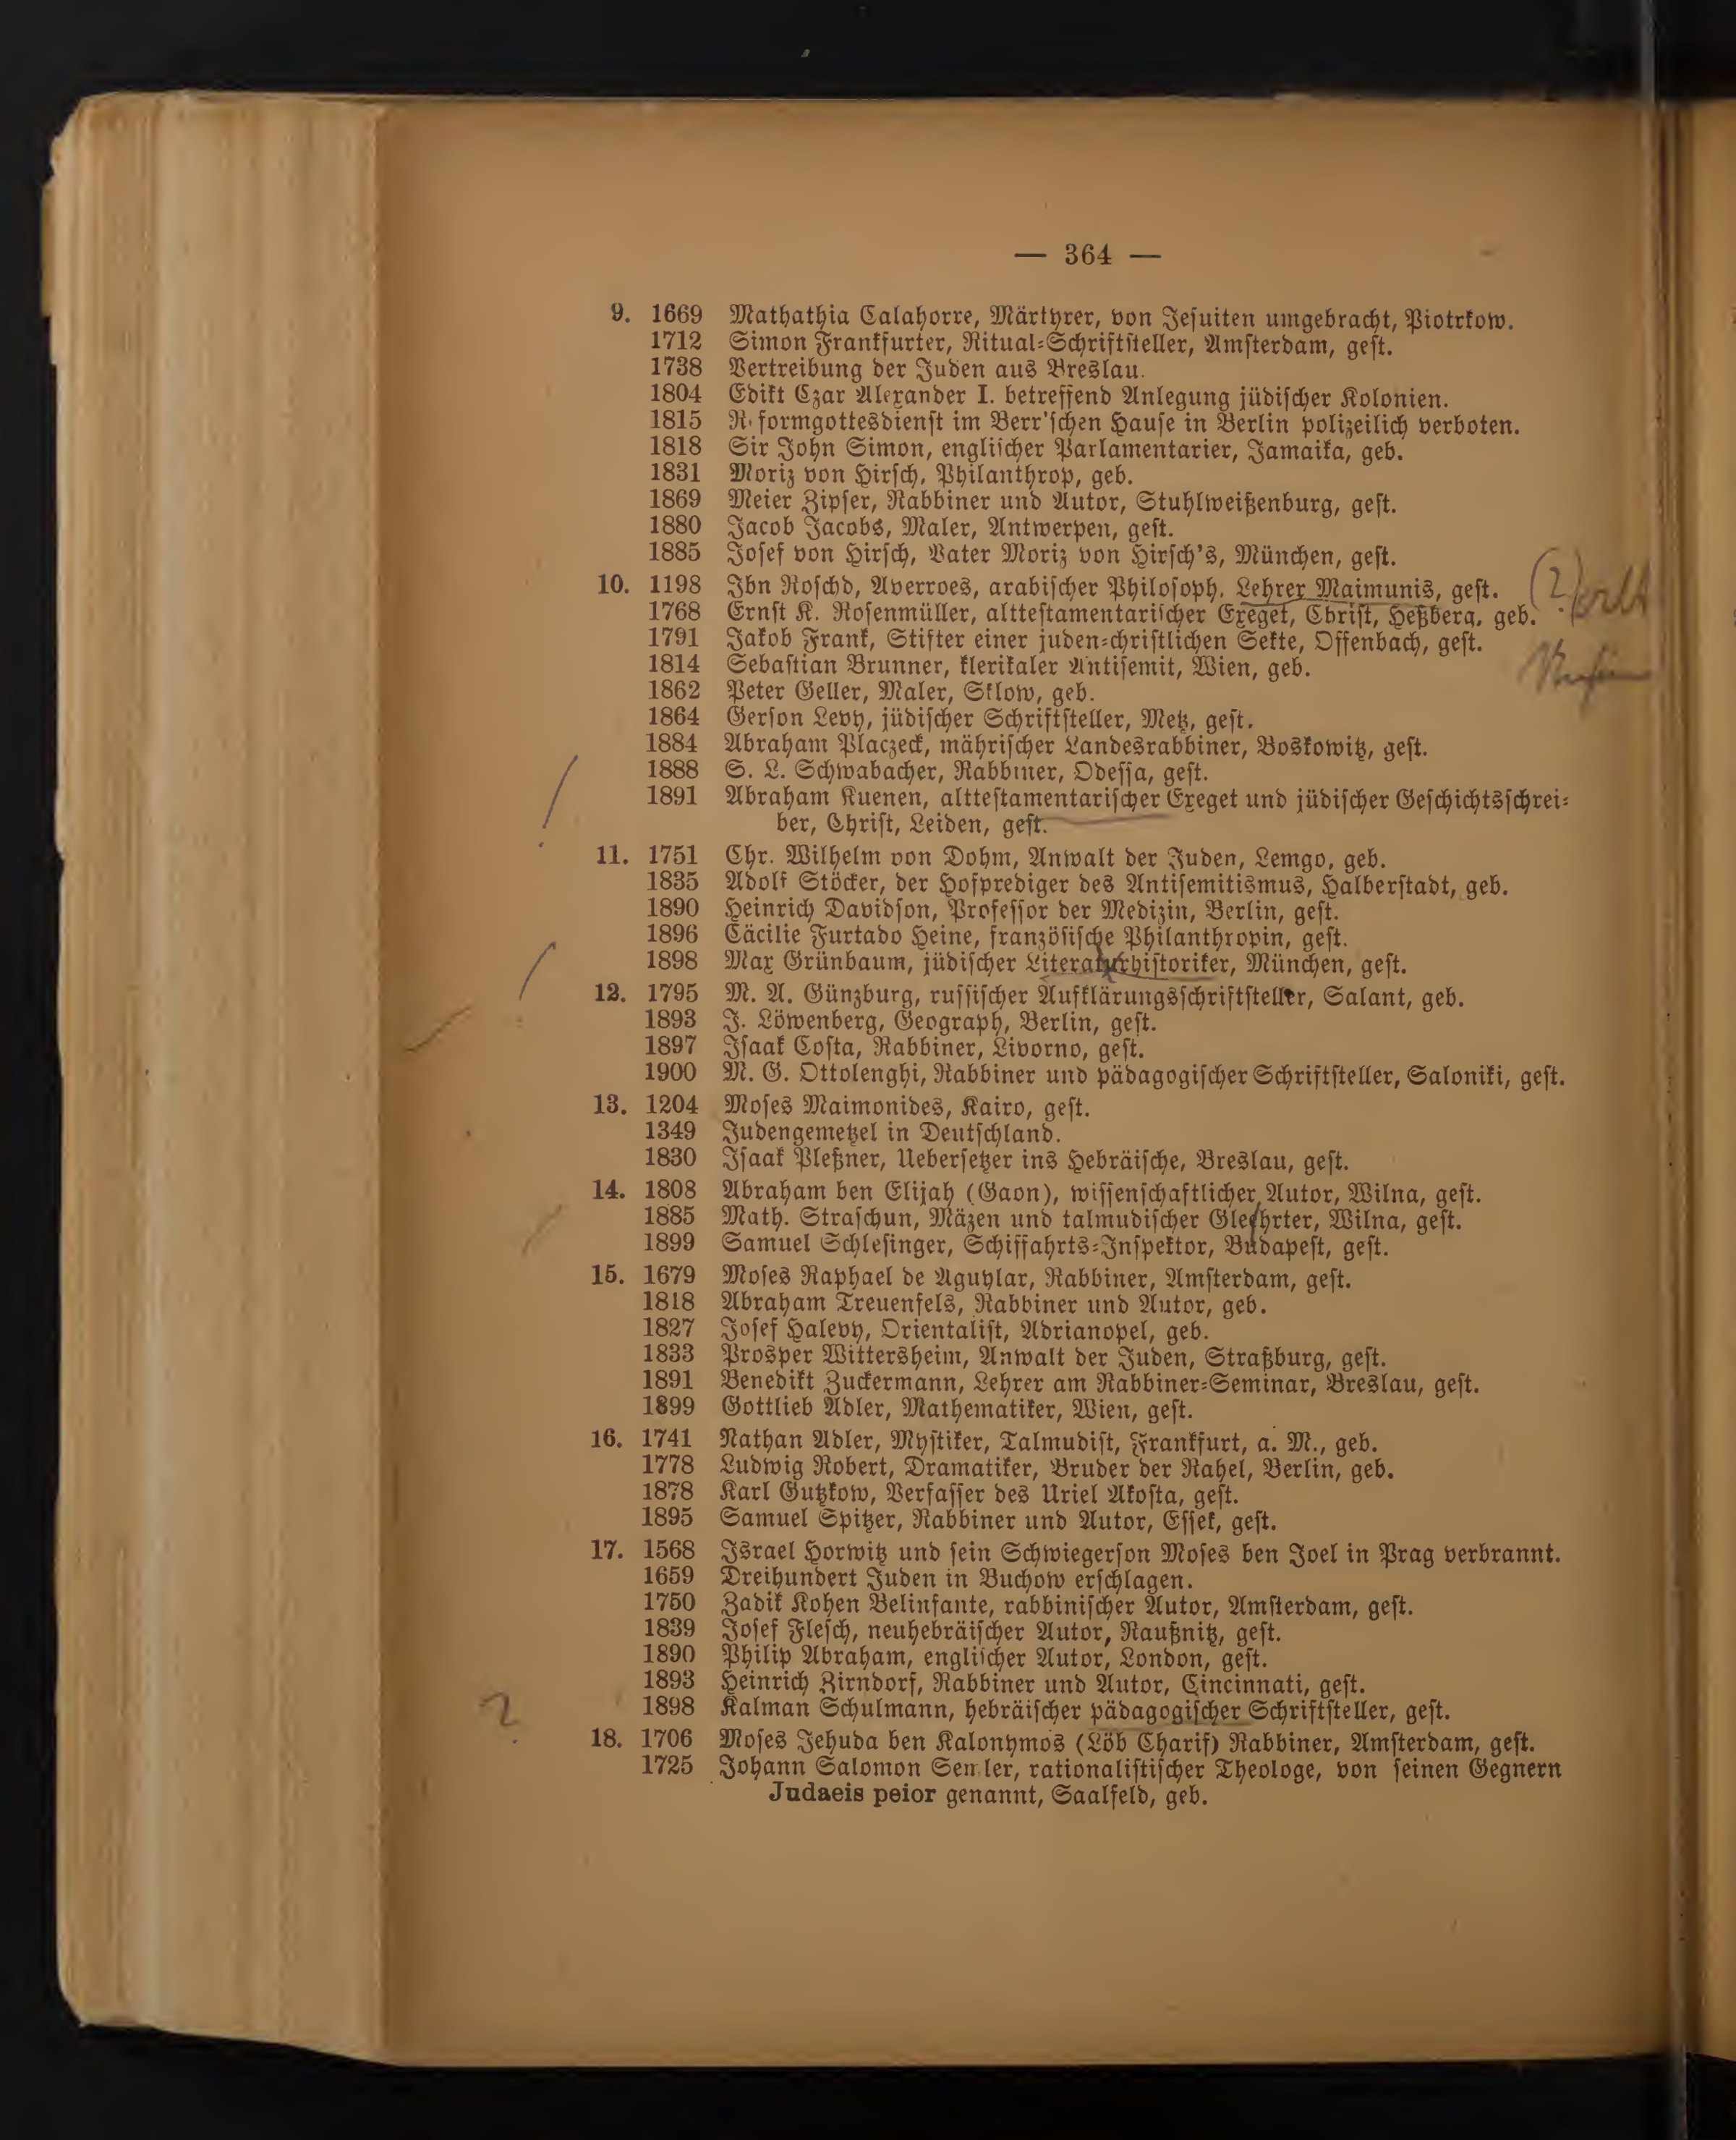 — 364 —
9. 1669 Mathathia Calahorre, Märtyrer, von Jesuiten umgebracht, Piotrkow.
1712 Simon Frankfurter, Ritual-Schriftsteller, Amsterdam, gest.
1738 Vertreibung der Juden aus Breslau.
1804 Edikt Czar Alexander I. betreffend Anlegung jüdischer Kolonien.
1815 R formgottesdienst im Berr'schen Hause in Berlin polizeilich verboten.
1818 Sir John Simon, englischer Parlamentarier, Jamaika, geb.
1831 Moriz von Hirsch, Philanthrop, geb.
1869 Meier Zipser, Rabbiner und Autor, Stuhlweißenburg, gest.
1880 Jacob Jacobs, Maler, Antwerpen, gest.
1885 Josef von Hirsch, Vater Moriz von Hirsch's, München, gest.
10. 1198 Ibn Roschd, Averroes, arabischer Philosoph, Lehrer Maimunis, gest. (?)
1768 Ernst K. Rosenmüller, alttestamentarischer Exeget, Christ, Heßberg, geb.
1791 Jakob Frank, Stifter einer juden-christlichen Sekte, Offenbach, gest.
1814 Sebastian Brunner, klerikaler Antisemit, Wien, geb.
1862 Peter Geller, Maler, Sklow, geb.
1864 Gerson Levy, jüdischer Schriftsteller, Metz, gest.
1884 Abraham Placzeck, mährischer Landesrabbiner, Boskowitz, gest.
1888 S. L. Schwabacher, Rabbiner, Odessa, gest.
! 1891 Abraham Kuenen, alttestamentarischer Exeget und jüdischer Geschichtsschrei-
ber, Christ, Leiden, gest.
11. 1751 Chr. Wilhelm von Dohm, Anwalt der Juden, Lemgo, geb.
1835 Adolf Stöcker, der Hofprediger des Antisemitismus, Halberstadt, geb.
1890 Heinrich Davidson, Professor der Medizin, Berlin, gest.
1896 Cäcilie Furtado Heine, französische Philanthropin, gest.
! 1898 Max Grünbaum, jüdischer Literaturhistoriker, München, gest.
12. 1795 M. A. Günzburg, russischer Aufklärungsschriftsteller, Salant, geb.
1893 J. Löwenberg, Geograph, Berlin, gest.
1897 Isaak Costa, Rabbiner, Livorno, gest.
1900 M. G. Ottolenghi, Rabbiner und pädagogischer Schriftsteller, Saloniki, gest.
13. 1204 Moses Maimonides, Kairo, gest.
1349 Judengemetzel in Deutschland.
1830 Isaak Pleßner, Uebersetzer ins Hebräische, Breslau, gest.
14. 1808 Abraham ben Elijah (Gaon), wissenschaftlicher Autor, Wilna, gest.
1885 Math. Straschun, Mäzen und talmudischer Glehrter, Wilna, gest.
1899 Samuel Schlesinger, Schiffahrts-Inspektor, Budapest, gest.
15. 1679 Moses Raphael de Aguylar, Rabbiner, Amsterdam, gest.
1818 Abraham Treuenfels, Rabbiner und Autor, geb.
1827 Josef Halevy, Orientalist, Adrianopel, geb.
1833 Prosper Wittersheim, Anwalt der Juden, Straßburg, gest.
1891 Benedikt Zuckermann, Lehrer am Rabbiner-Seminar, Breslau, gest.
1899 Gottlieb Adler, Mathematiker, Wien, gest.
16. 1741 Nathan Adler, Mystiker, Talmudist, Frankfurt, a. M., geb.
1778 Ludwig Robert, Dramatiker, Bruder der Rahel, Berlin, geb.
1878 Karl Gutzkow, Verfasser des Uriel Akosta, gest.
1895 Samuel Spitzer, Rabbiner und Autor, Essek, gest.
17. 1568 Israel Horwitz und sein Schwiegerson Moses ben Joel in Prag verbrannt.
1659 Dreihundert Juden in Buchow erschlagen.
1750 Zadik Kohen Belinfante, rabbinischer Autor, Amsterdam, gest.
1839 Josef Flesch, neuhebräischer Autor, Raußnitz, gest.
1890 Philip Abraham, englischer Autor, London, gest.
1893 Heinrich Zirndorf, Rabbiner und Autor, Cincinnati, gest.
? 1898 Kalman Schulmann, hebräischer pädagogischer Schriftsteller, gest.
18. 1706 Moses Jehuda ben Kalonymos (Löb Charif) Rabbiner, Amsterdam, gest.
1725 Johann Salomon Semler, rationalistischer Theologe, von seinen Gegnern
Judaeis peior genannt, Saalfeld, geb.